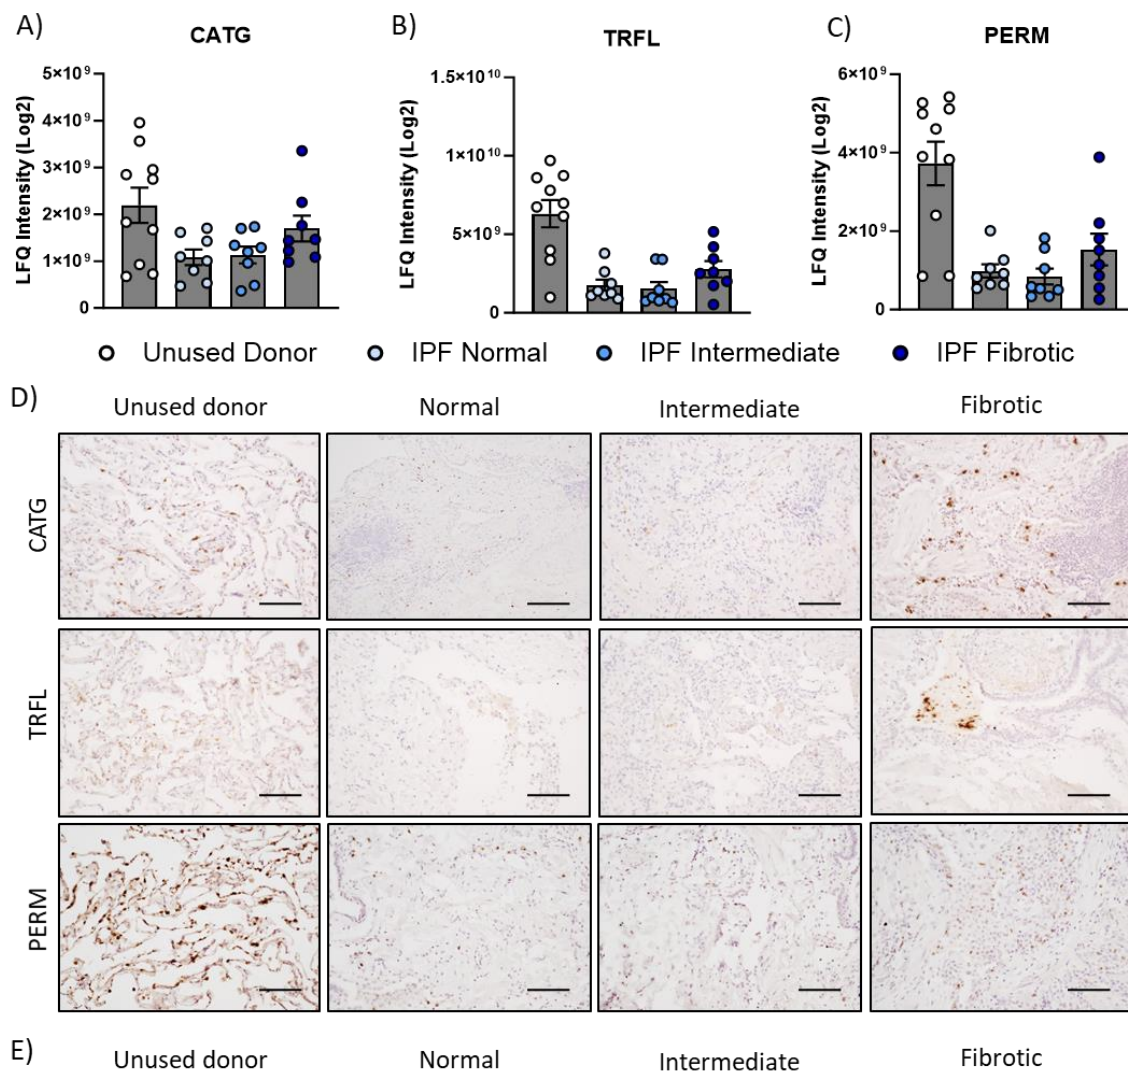 A)
CATG
LFQ Intensity (Log2)
5×10⁹
4×10⁹
3×10⁹
2×10⁹
1×10⁹
0
B)
TRFL
LFQ Intensity (Log2)
1.5×10¹⁰
1×10¹⁰
5×10⁹
0
C)
PERM
LFQ Intensity (Log2)
6×10⁹
4×10⁹
2×10⁹
0
Unused Donor IPF Normal IPF Intermediate IPF Fibrotic
D)
Unused donor Normal Intermediate Fibrotic
CATG
TRFL
PERM
E)
Unused donor Normal Intermediate Fibrotic